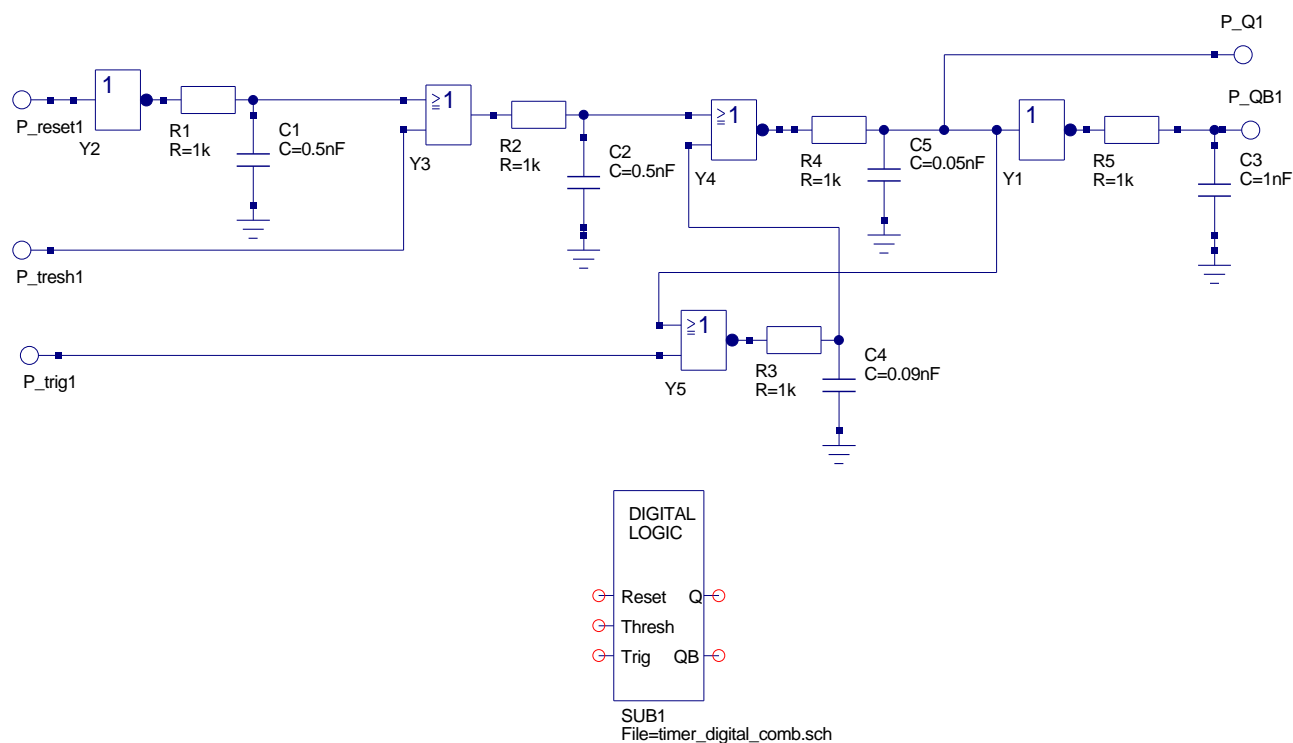 P_Q1
1
P_reset1
Y2
R1
R=1k
C1
C=0.5nF
≥1
Y3
R2
R=1k
C2
C=0.5nF
≥1
Y4
R4
R=1k
C5
C=0.05nF
1
Y1
R5
R=1k
P_QB1
C3
C=1nF
P_tresh1
P_trig1
≥1
Y5
R3
R=1k
C4
C=0.09nF
DIGITAL
LOGIC
Reset Q
Thresh
Trig QB
SUB1
File=timer_digital_comb.sch